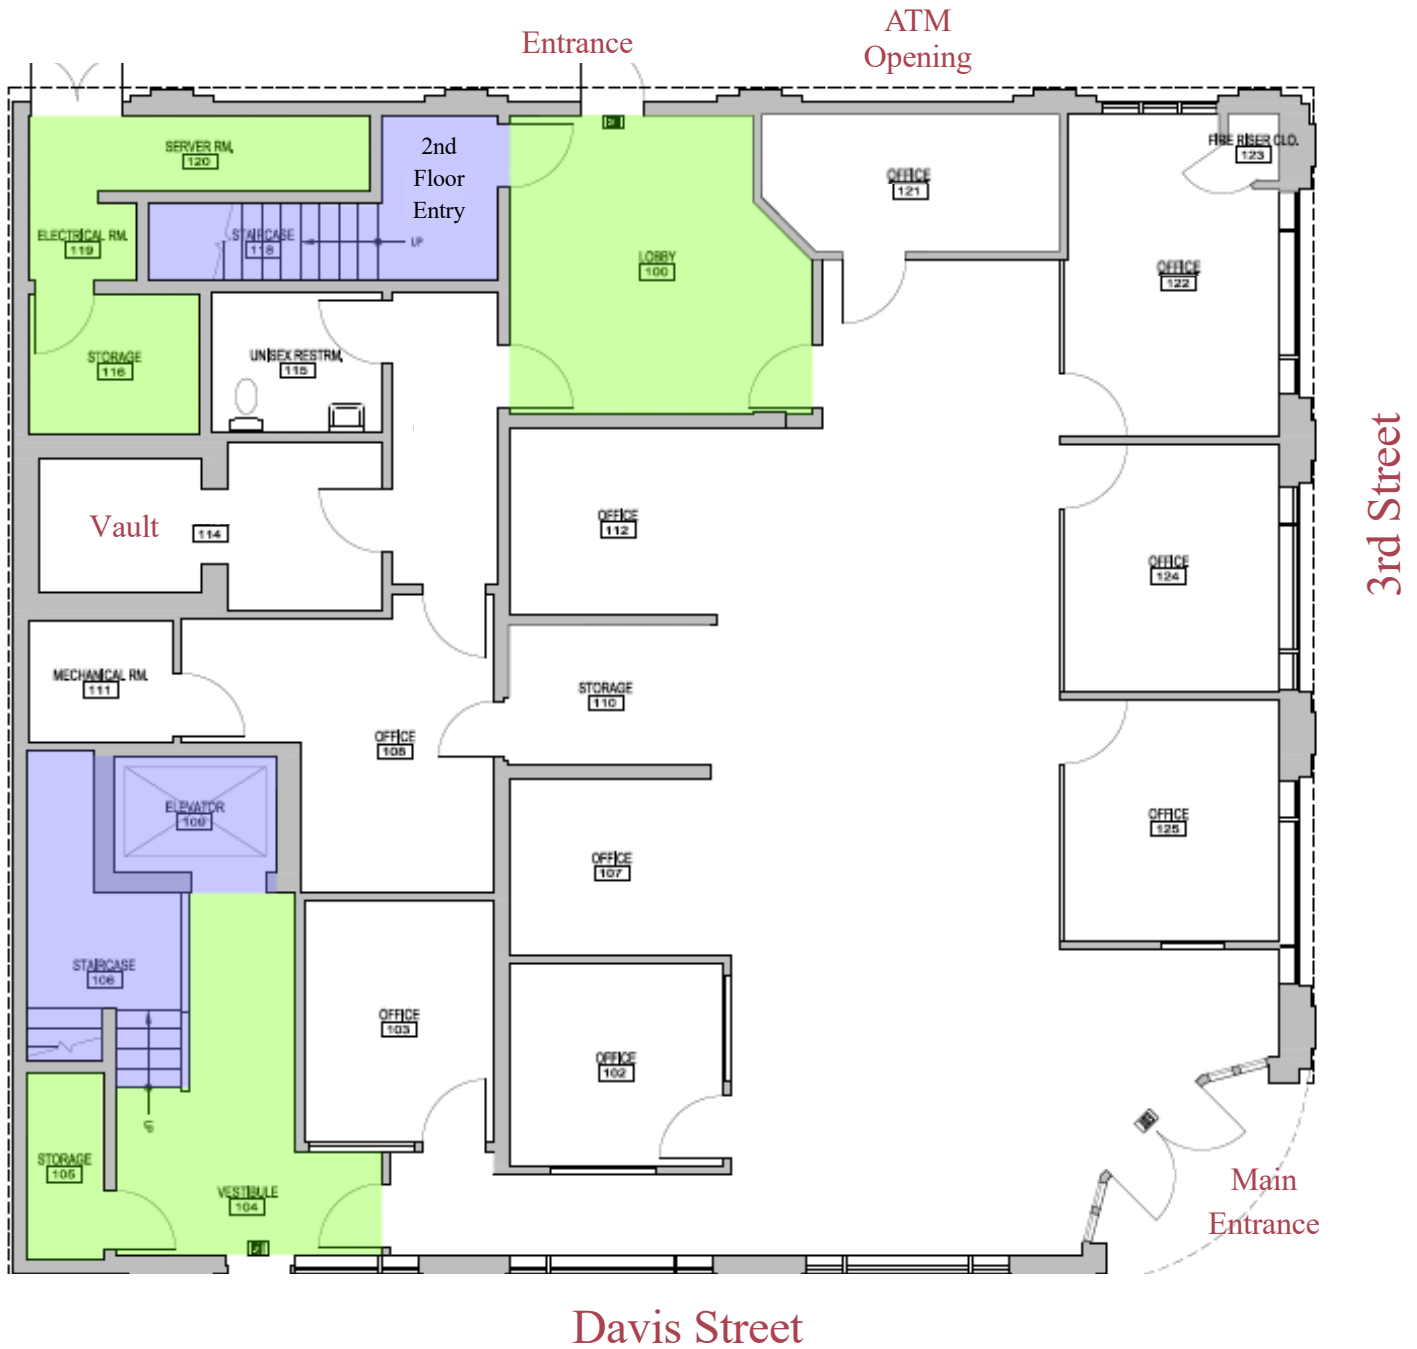 Entrance
ATM
Opening
SERVER RM.
120
2nd
Floor
Entry
OFFICE
121
FIRE RISER CLO.
123
ELECTRICAL RM.
119
STAIRCASE
118
UP
LOBBY
100
OFFICE
122
STORAGE
116
UNISEX RESTRM.
115
3rd Street
Vault
114
OFFICE
112
OFFICE
124
MECHANICAL RM.
111
STORAGE
110
OFFICE
108
ELEVATOR
109
OFFICE
107
OFFICE
125
STAIRCASE
106
OFFICE
103
OFFICE
102
UP
STORAGE
105
VESTIBULE
104
Main
Entrance
Davis Street